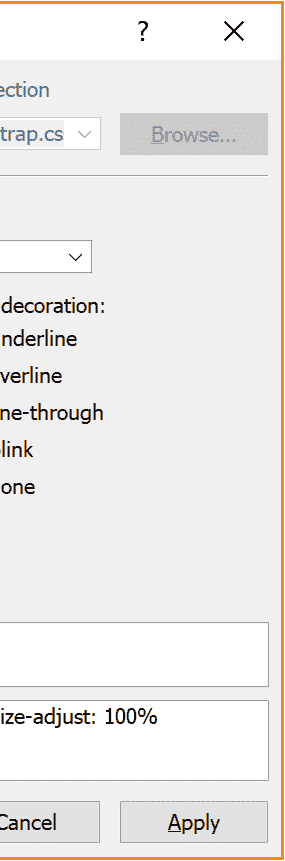 ?
ection
trap.cs Browse...
decoration:
nderline
verline
ne-through
link
one
ize-adjust: 100%
Cancel Apply